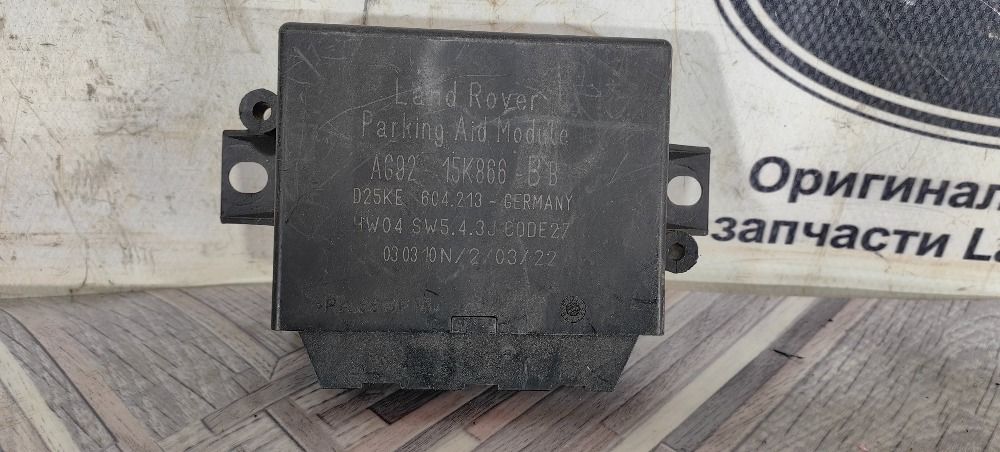 Land Rover
Parking Aid Module
AG92 15K866 -BB
D25KE 604.213 - GERMANY
HW04 SW5.4.3J CODE27
03 03 10 N/2/03/22
Оригинал
запчасти La